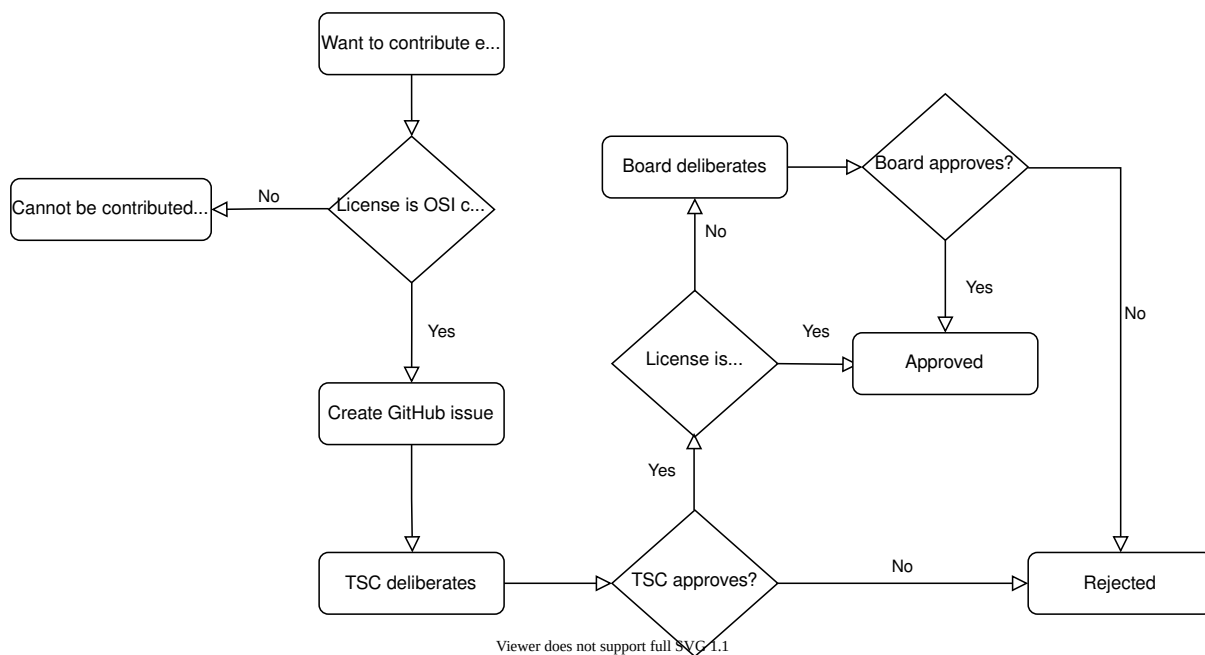 Want to contribute e...
License is OSI c...
No
Cannot be contributed...
Yes
Create GitHub issue
TSC deliberates
TSC approves?
No
Rejected
Yes
License is...
Yes
Approved
No
Board deliberates
Board approves?
Yes
No
Viewer does not support full SVG 1.1